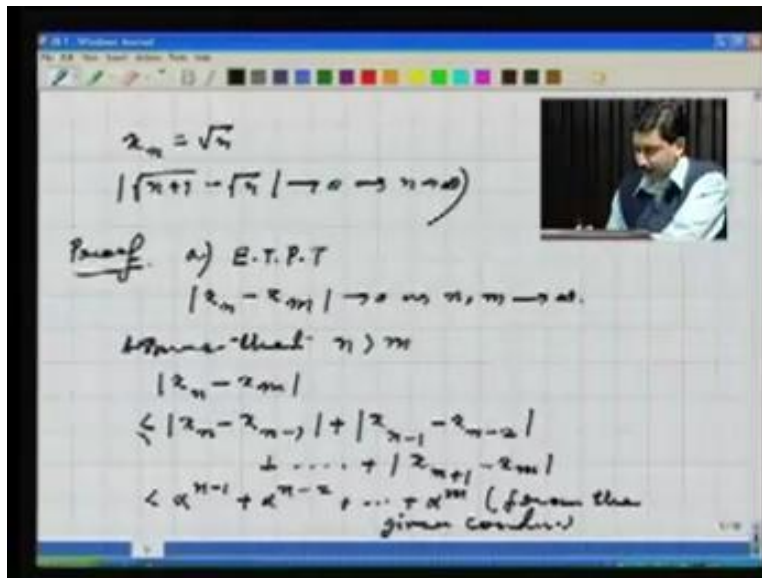 x_n = √n
|√(n+1) - √n| → 0 as n → ∞)
Proof. a) E.T.P.T
|x_n - x_m| → 0 as n, m → ∞.
Assume that n > m
|x_n - x_m|
≤ |x_n - x_{n-1}| + |x_{n-1} - x_{n-2}|
+ .... + |x_{m+1} - x_m|
< α^{n-1} + α^{n-2} + ... + α^m (from the
given